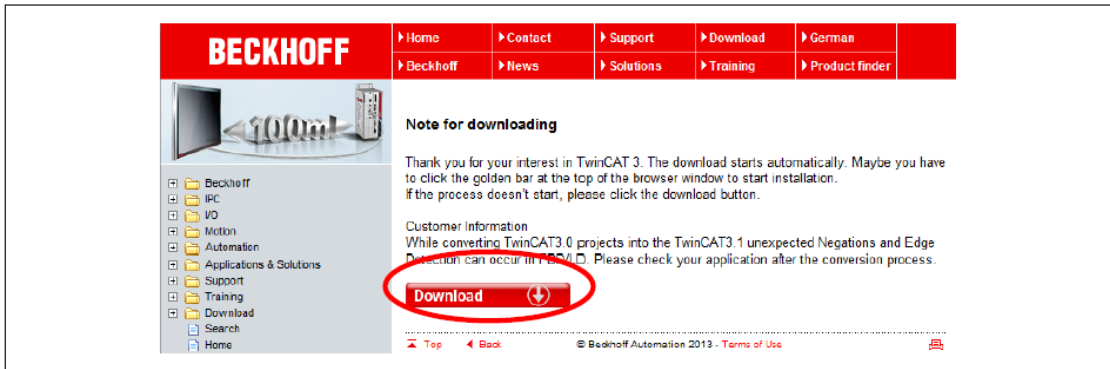 BECKHOFF
Home Contact Support Download German
Beckhoff News Solutions Training Product finder
100m
Note for downloading
Thank you for your interest in TwinCAT 3. The download starts automatically. Maybe you have
to click the golden bar at the top of the browser window to start installation.
If the process doesn't start, please click the download button.
Customer Information
While converting TwinCAT3.0 projects into the TwinCAT3.1 unexpected Negations and Edge
Detection can occur in FBD/LD. Please check your application after the conversion process.
Download
Beckhoff
IPC
I/O
Motion
Automation
Applications & Solutions
Support
Training
Download
Search
Home
Top Back © Beckhoff Automation 2013 - Terms of Use